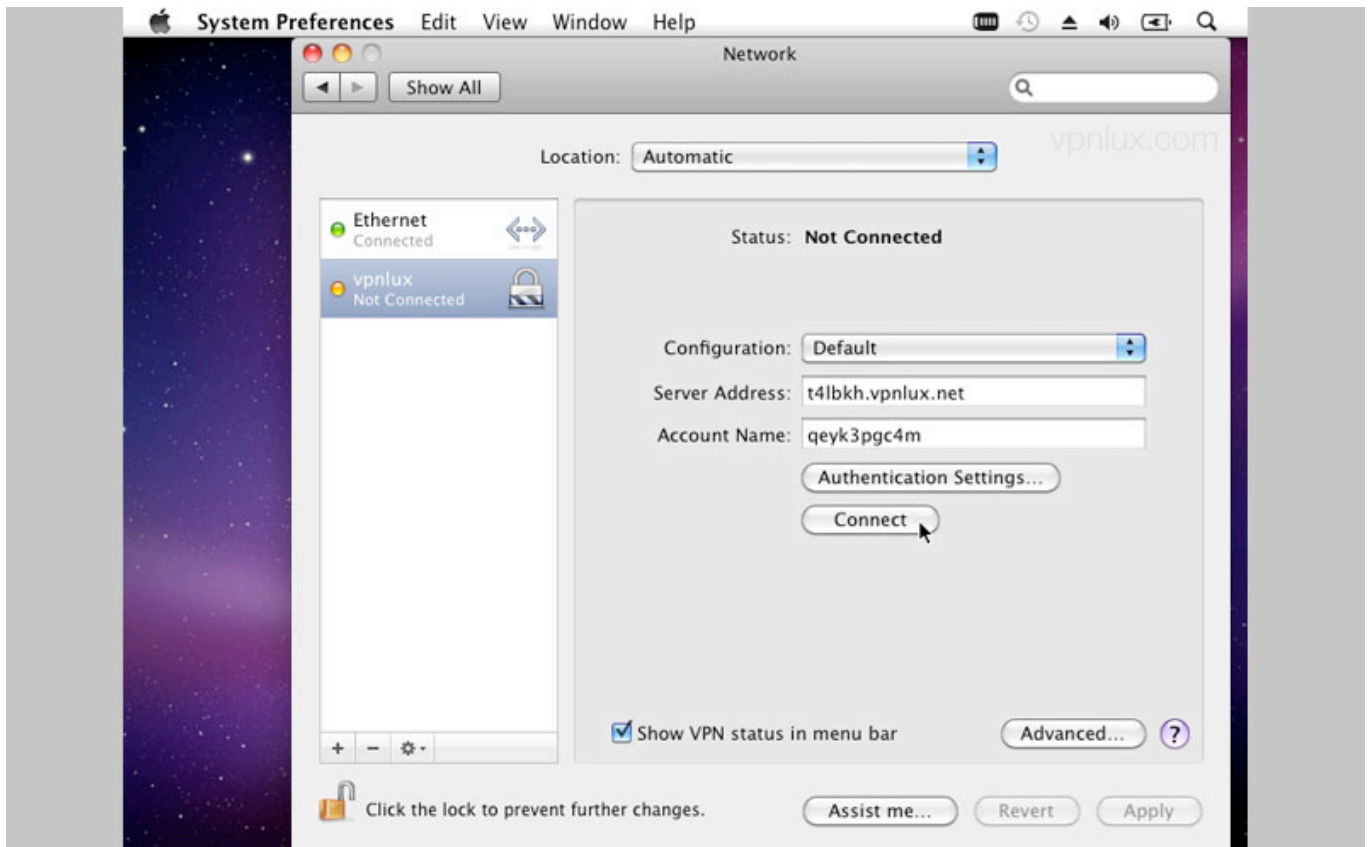 System Preferences Edit View Window Help
Network
Show All
vpnlux.com
Location: Automatic
Ethernet
Connected
vpnlux
Not Connected
Status: Not Connected
Configuration: Default
Server Address: t4lbkh.vpnlux.net
Account Name: qeyk3pgc4m
Authentication Settings...
Connect
Show VPN status in menu bar
Advanced... ?
+ −
Click the lock to prevent further changes.
Assist me... Revert Apply